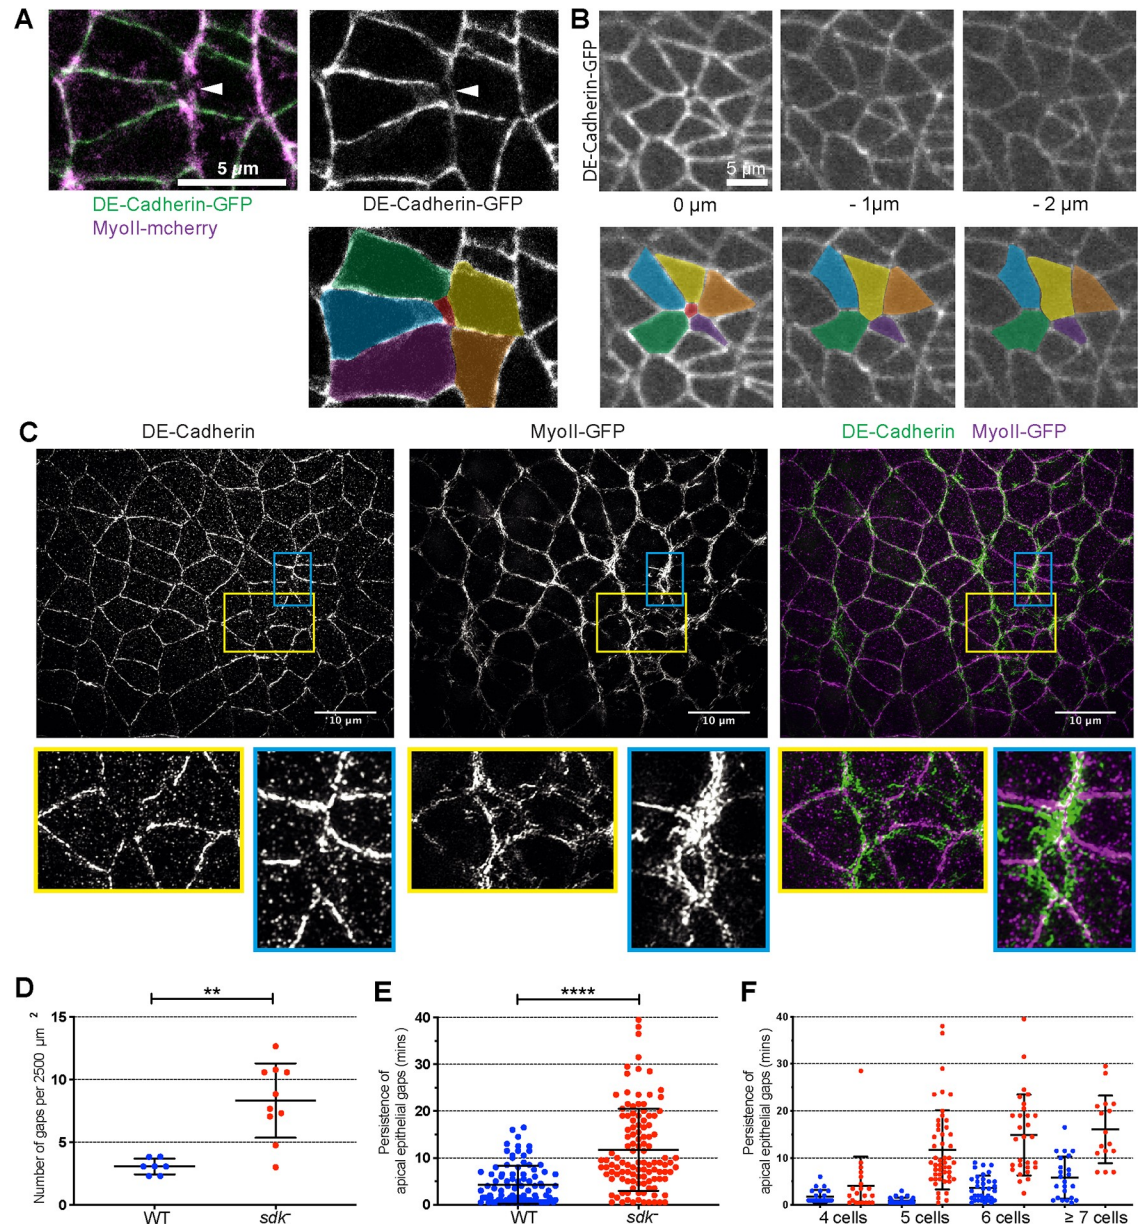 A
B
5 µm
DE-Cadherin-GFP
MyoII-mcherry
DE-Cadherin-GFP
DE-Cadherin-GFP
5 µm
0 µm
- 1µm
- 2 µm
C
DE-Cadherin
MyoII-GFP
DE-Cadherin MyoII-GFP
10 µm
10 µm
10 µm
D
**
Number of gaps per 2500 µm 2
15
10
5
0
WT
sdk-
E
****
Persistence of
apical epithelial gaps (mins)
40
30
20
10
0
WT
sdk-
F
Persistence of
apical epithelial gaps (mins)
40
30
20
10
0
4 cells
5 cells
6 cells
≥ 7 cells